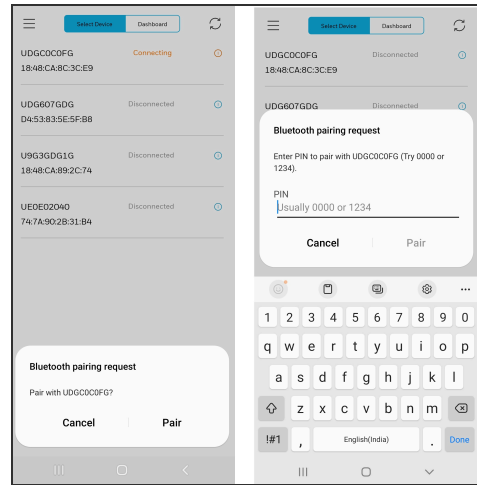 Select Device Dashboard
UDGC0C0FG Connecting
18:48:CA:8C:3C:E9
UDG607GDG Disconnected
D4:53:83:5E:5F:B8
U9G3GDG1G Disconnected
18:48:CA:89:2C:74
UE0E02040 Disconnected
74:7A:90:2B:31:B4
Bluetooth pairing request
Pair with UDGC0C0FG?
Cancel Pair
Select Device Dashboard
UDGC0C0FG Disconnected
18:48:CA:8C:3C:E9
UDG607GDG Disconnected
Bluetooth pairing request
Enter PIN to pair with UDGC0C0FG (Try 0000 or
1234).
PIN
Usually 0000 or 1234
Cancel Pair
1 2 3 4 5 6 7 8 9 0
q w e r t y u i o p
a s d f g h j k l
z x c v b n m
!#1 , English(India) . Done